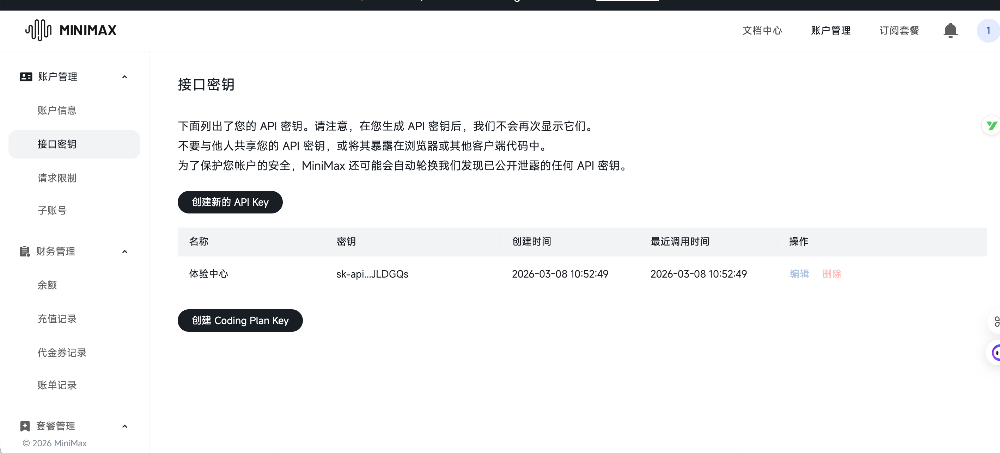 MINIMAX
文档中心
账户管理
订阅套餐
1
账户管理
账户信息
接口密钥
请求限制
子账号
财务管理
余额
充值记录
代金券记录
账单记录
套餐管理
© 2026 MiniMax
接口密钥
下面列出了您的 API 密钥。请注意，在您生成 API 密钥后，我们不会再次显示它们。
不要与他人共享您的 API 密钥，或将其暴露在浏览器或其他客户端代码中。
为了保护您帐户的安全，MiniMax 还可能会自动轮换我们发现已公开泄露的任何 API 密钥。
创建新的 API Key
名称 密钥 创建时间 最近调用时间 操作
体验中心 sk-api...JLDGQs 2026-03-08 10:52:49 2026-03-08 10:52:49 编辑 删除
创建 Coding Plan Key